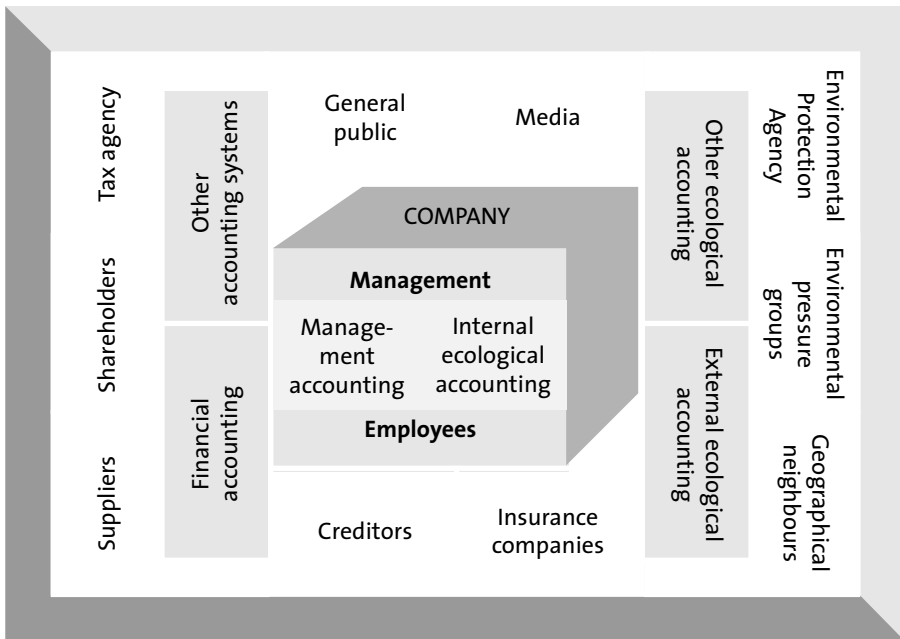 Tax agency
Shareholders
Suppliers
Other
accounting systems
Financial
accounting
General
public
Media
COMPANY
Management
Manage-
ment
accounting
Internal
ecological
accounting
Employees
Creditors
Insurance
companies
Other ecological
accounting
External ecological
accounting
Environmental
Protection
Agency
Environmental
pressure
groups
Geographical
neighbours